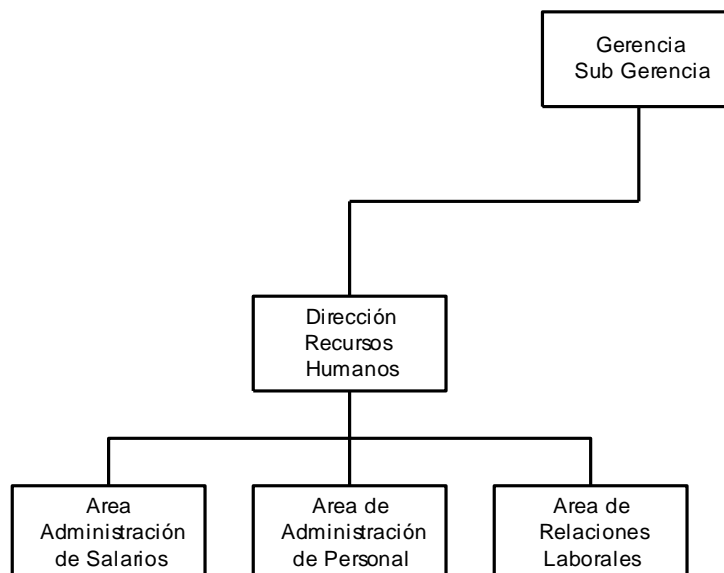 Gerencia
Sub Gerencia
Dirección
Recursos
Humanos
Area
Administración
de Salarios
Area de
Administración
de Personal
Area de
Relaciones
Laborales